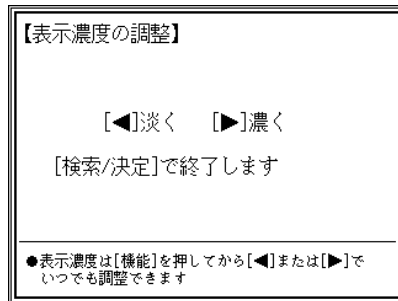 【表示濃度の調整】
[◀]淡く [▶]濃く
[検索/決定]で終了します
●表示濃度は[機能]を押してから[◀]または[▶]で
いつでも調整できます